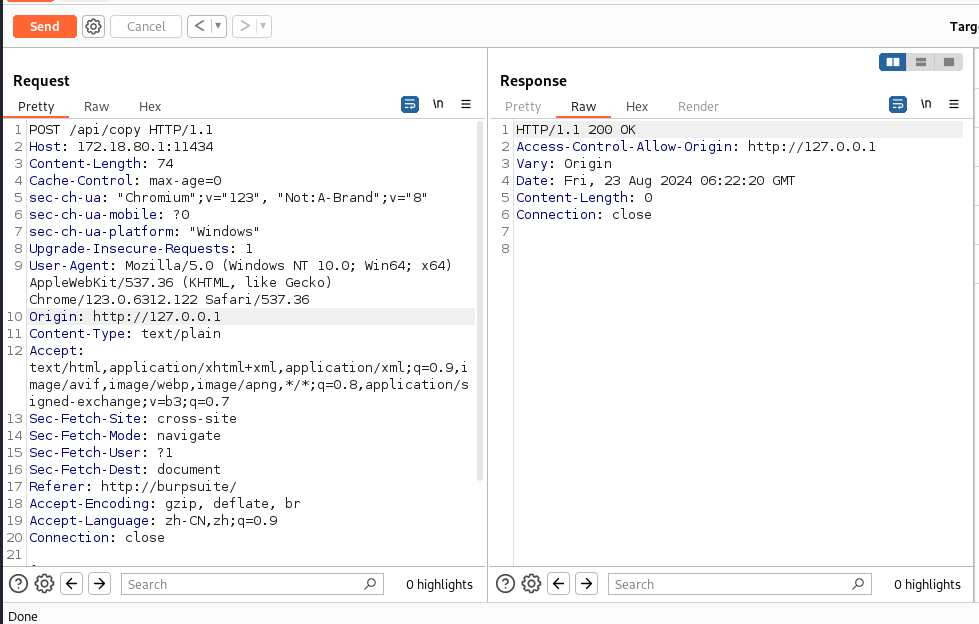 Send
Cancel
< ▾
> ▾
Targ
Request
Pretty
Raw
Hex
\n
1 POST /api/copy HTTP/1.1
2 Host: 172.18.80.1:11434
3 Content-Length: 74
4 Cache-Control: max-age=0
5 sec-ch-ua: "Chromium";v="123", "Not:A-Brand";v="8"
6 sec-ch-ua-mobile: ?0
7 sec-ch-ua-platform: "Windows"
8 Upgrade-Insecure-Requests: 1
9 User-Agent: Mozilla/5.0 (Windows NT 10.0; Win64; x64)
AppleWebKit/537.36 (KHTML, like Gecko)
Chrome/123.0.6312.122 Safari/537.36
10 Origin: http://127.0.0.1
11 Content-Type: text/plain
12 Accept:
text/html,application/xhtml+xml,application/xml;q=0.9,i
mage/avif,image/webp,image/apng,*/*;q=0.8,application/s
igned-exchange;v=b3;q=0.7
13 Sec-Fetch-Site: cross-site
14 Sec-Fetch-Mode: navigate
15 Sec-Fetch-User: ?1
16 Sec-Fetch-Dest: document
17 Referer: http://burpsuite/
18 Accept-Encoding: gzip, deflate, br
19 Accept-Language: zh-CN,zh;q=0.9
20 Connection: close
21
Search
0 highlights
Response
Pretty
Raw
Hex
Render
\n
1 HTTP/1.1 200 OK
2 Access-Control-Allow-Origin: http://127.0.0.1
3 Vary: Origin
4 Date: Fri, 23 Aug 2024 06:22:20 GMT
5 Content-Length: 0
6 Connection: close
7
8
Search
0 highlights
Done